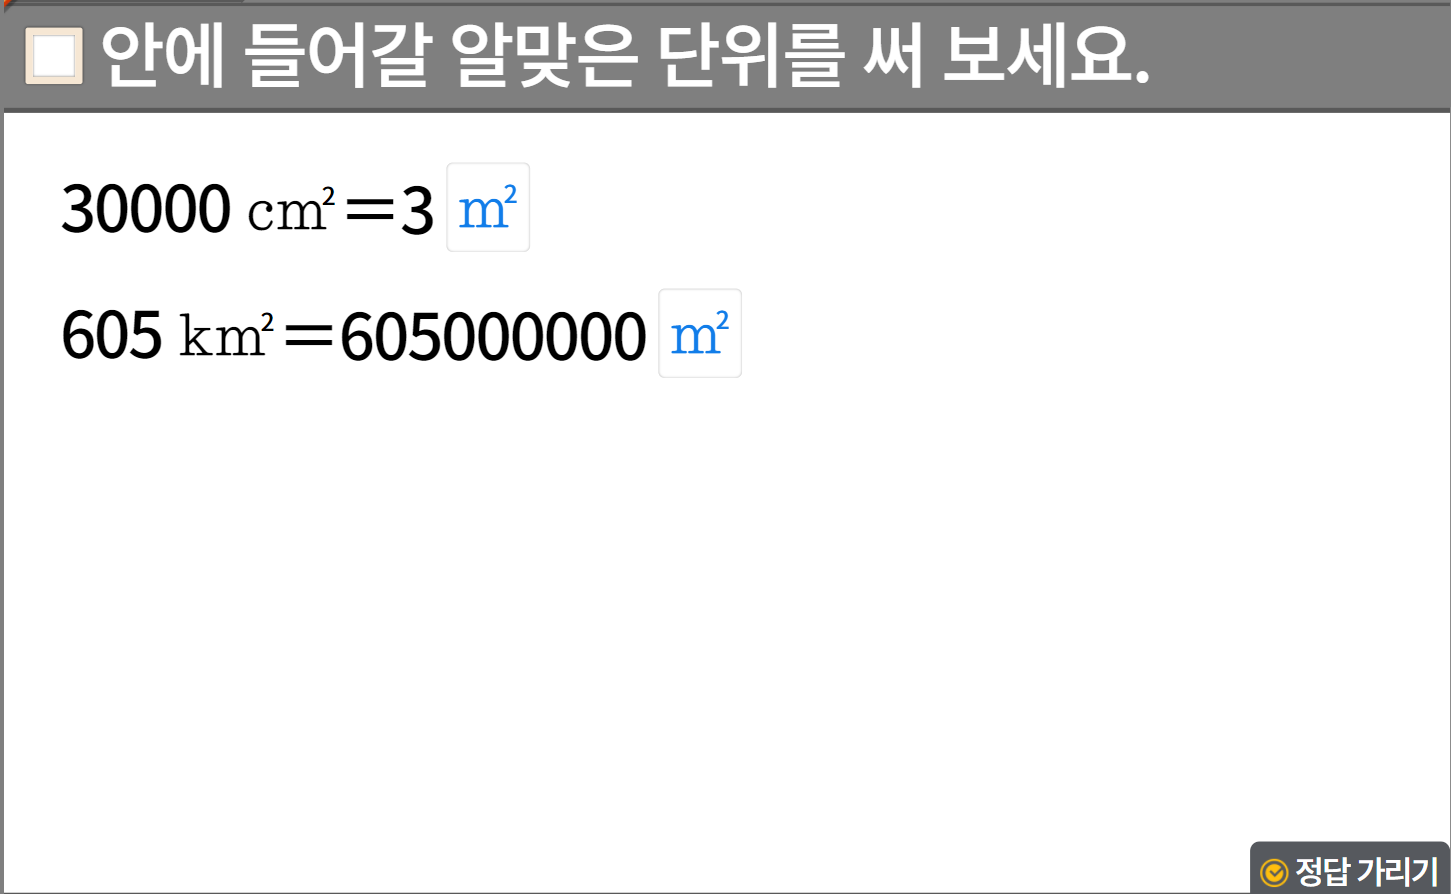 안에 들어갈 알맞은 단위를 써 보세요.
30000 cm²=3 m²
605 km²=605000000 m²
정답 가리기